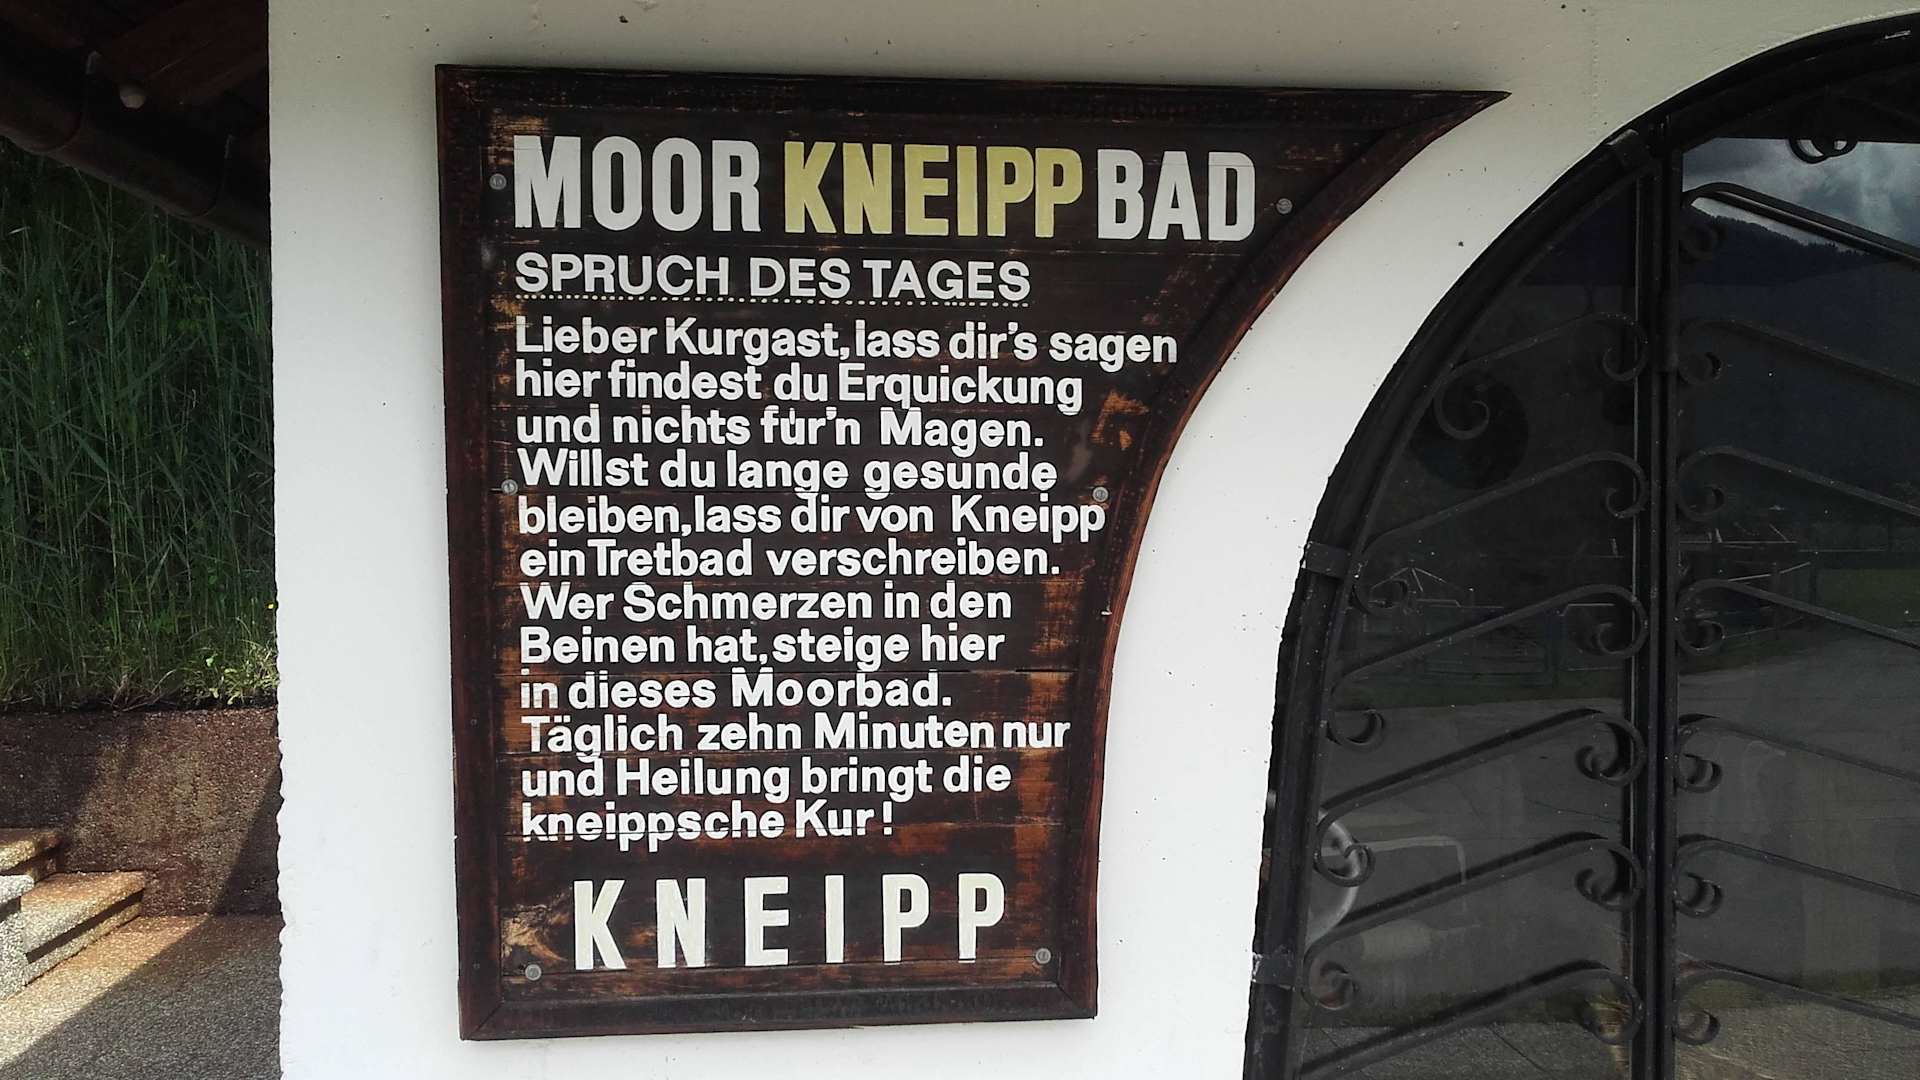 MOOR KNEIPP BAD
SPRUCH DES TAGES
Lieber Kurgast, lass dir's sagen
hier findest du Erquickung
und nichts für'n Magen.
Willst du lange gesunde
bleiben, lass dir von Kneipp
ein Tretbad verschreiben.
Wer Schmerzen in den
Beinen hat, steige hier
in dieses Moorbad.
Täglich zehn Minuten nur
und Heilung bringt die
kneippsche Kur!
KNEIPP